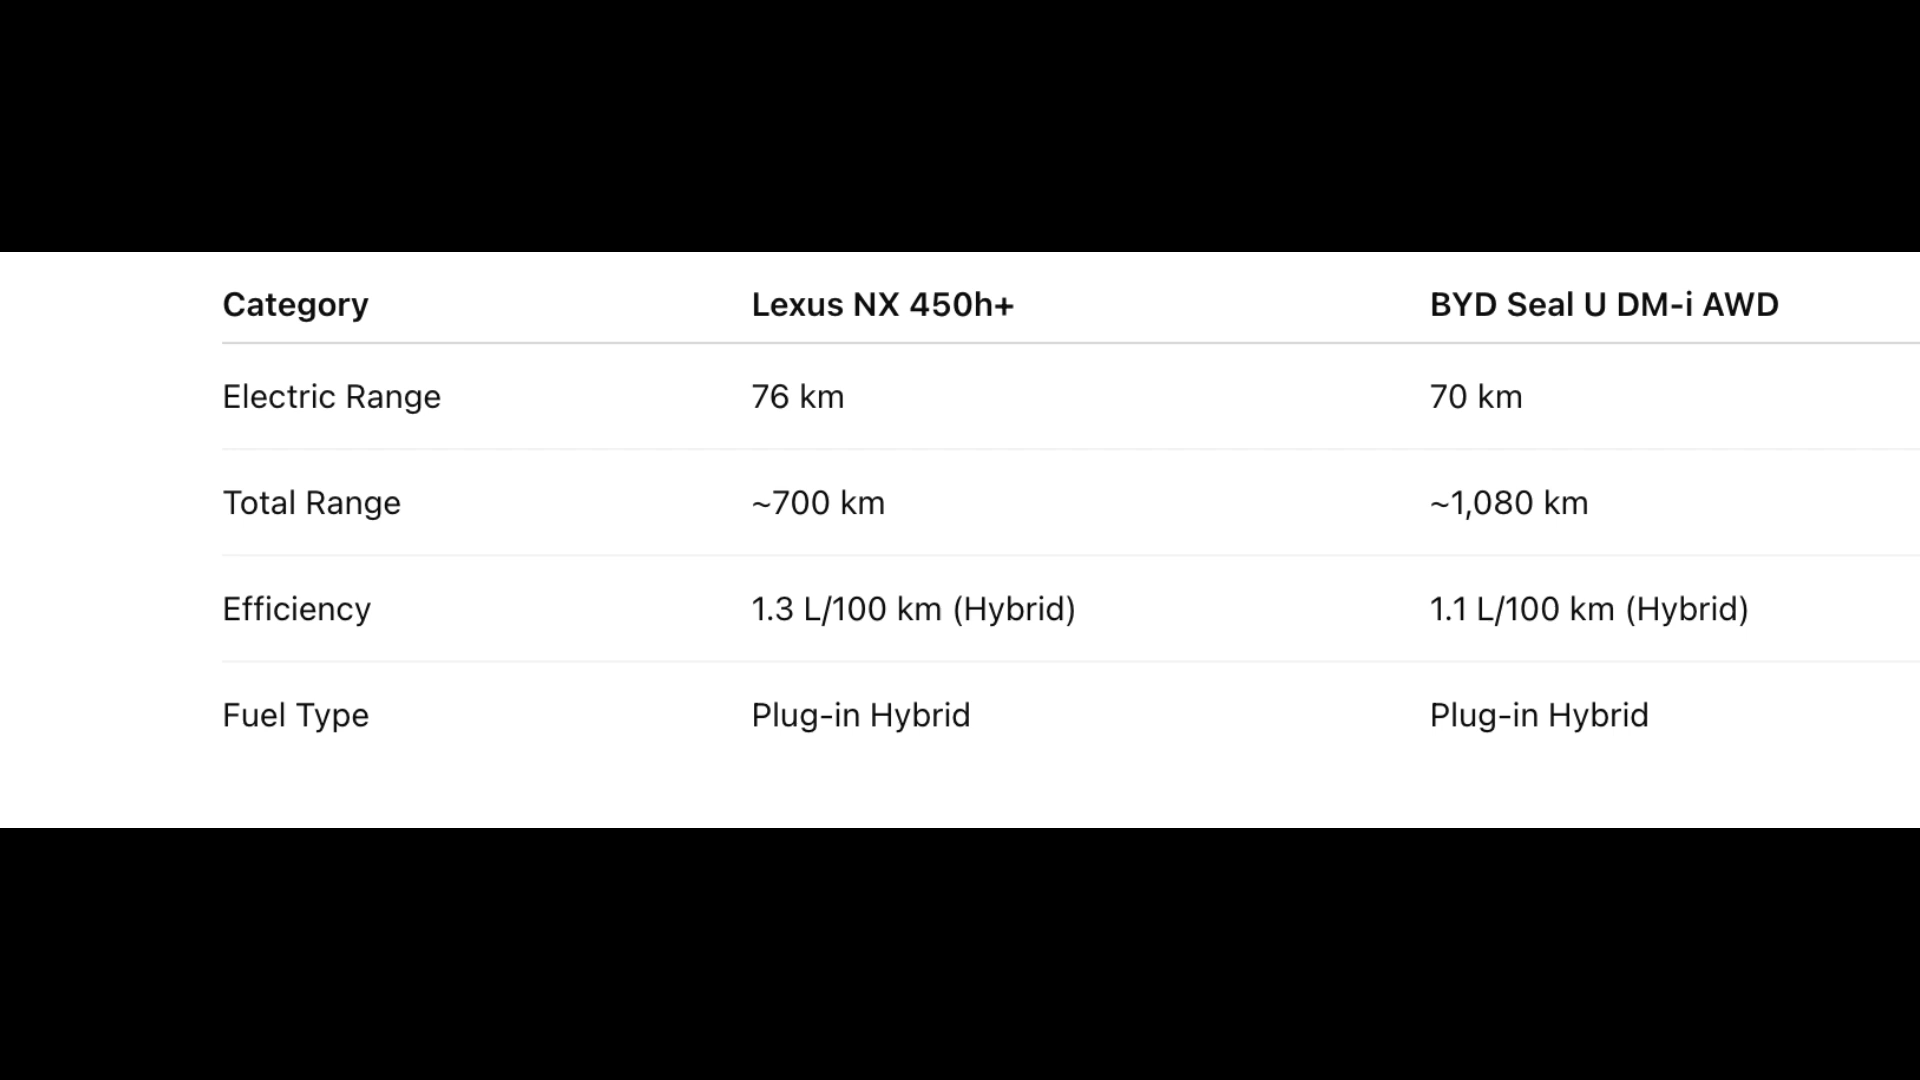 Category Lexus NX 450h+ BYD Seal U DM-i AWD
Electric Range 76 km 70 km
Total Range ~700 km ~1,080 km
Efficiency 1.3 L/100 km (Hybrid) 1.1 L/100 km (Hybrid)
Fuel Type Plug-in Hybrid Plug-in Hybrid